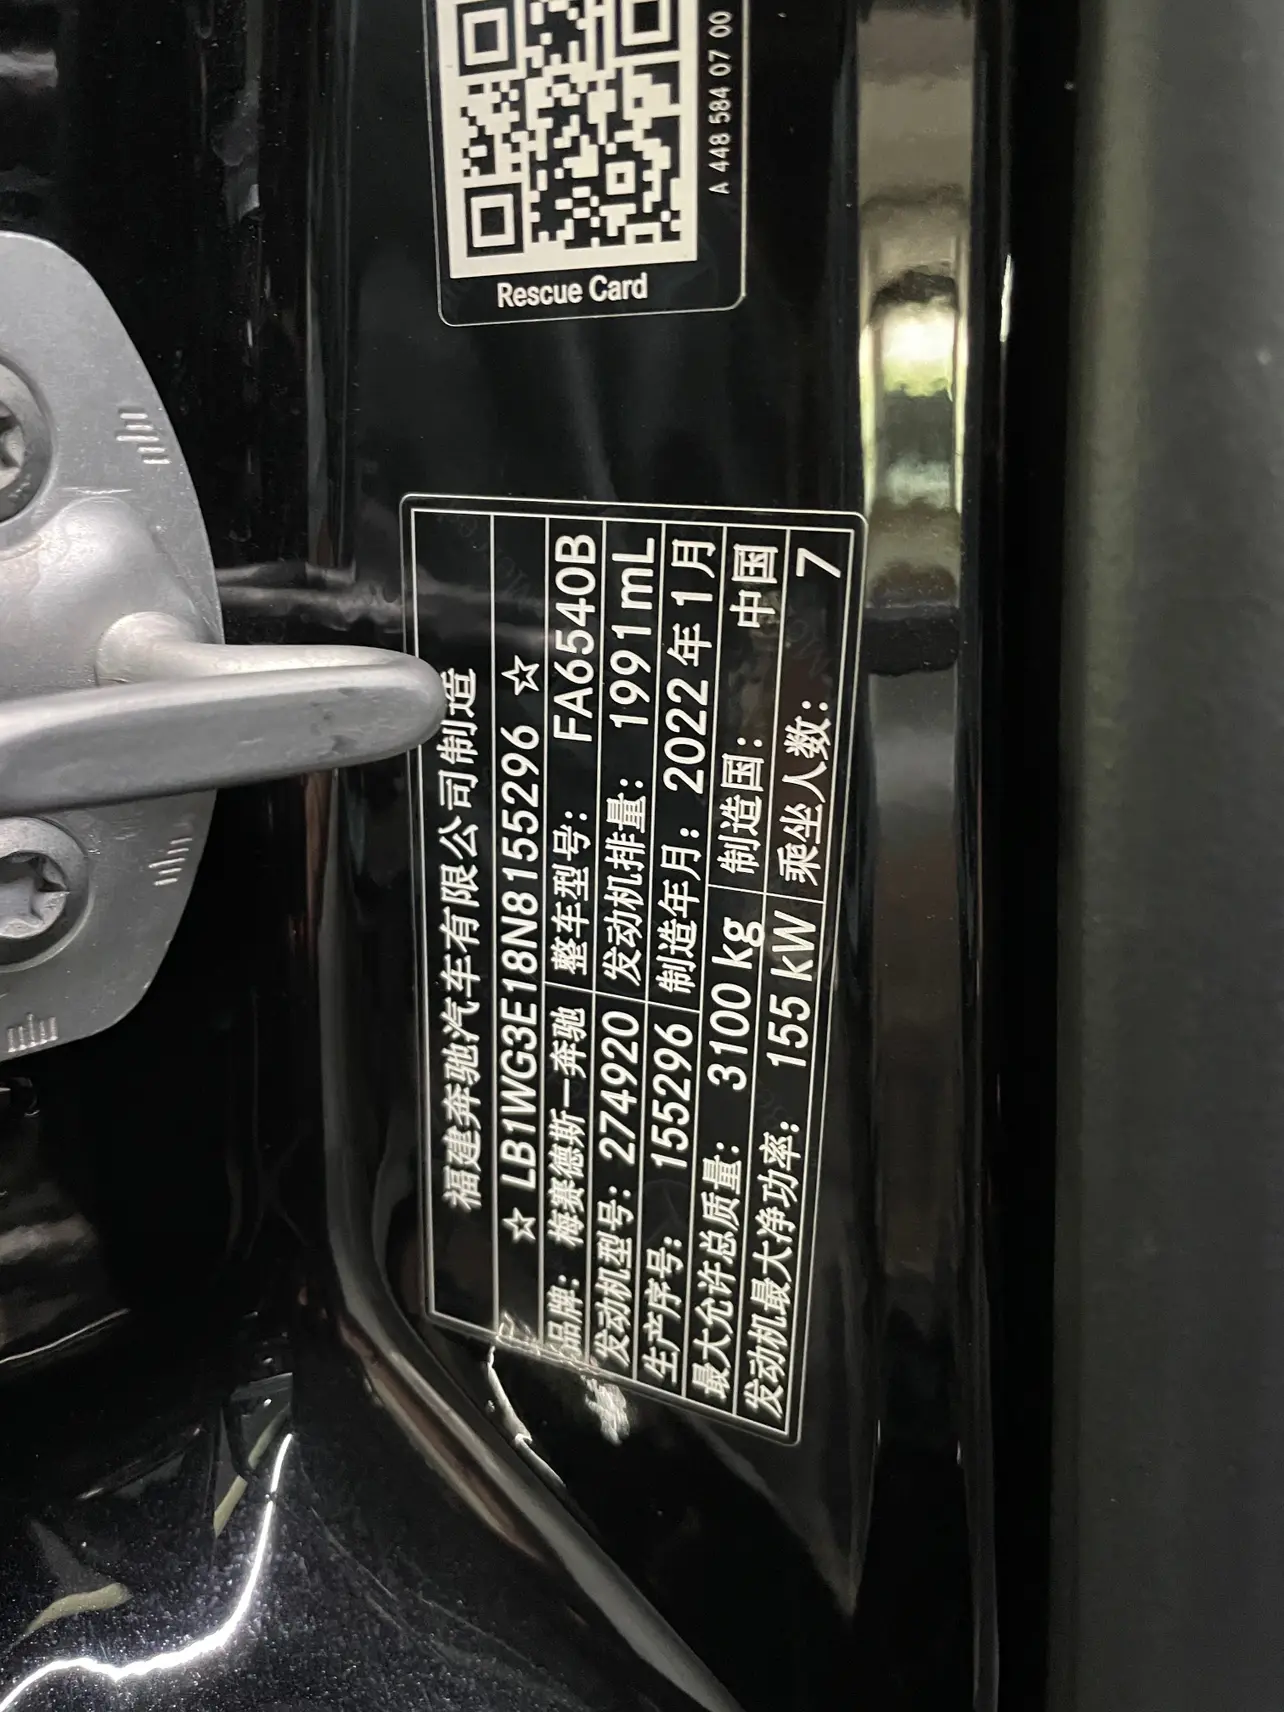 A 448 584 07 00
Rescue Card
福建奔驰汽车有限公司制造
☆ LB1WG3E18N8155296 ☆
品牌：梅赛德斯—奔驰 整车型号：FA6540B
发动机型号：274920 发动机排量：1991mL
生产序号：155296 制造年月：2022年1月
最大允许总质量：3100 kg 制造国：中国
发动机最大净功率：155 kW 乘坐人数：7